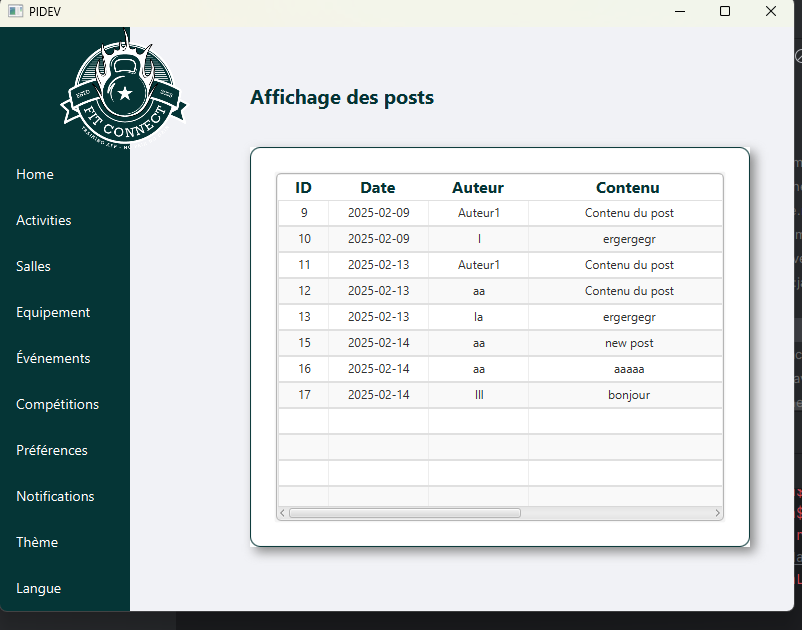 PIDEV
ESTD
FIT CONNECT
Home
Activities
Salles
Equipement
Événements
Compétitions
Préférences
Notifications
Thème
Langue
Affichage des posts
ID Date Auteur Contenu
9 2025-02-09 Auteur1 Contenu du post
10 2025-02-09 l ergergegr
11 2025-02-13 Auteur1 Contenu du post
12 2025-02-13 aa Contenu du post
13 2025-02-13 la ergergegr
15 2025-02-14 aa new post
16 2025-02-14 aa aaaaa
17 2025-02-14 lll bonjour